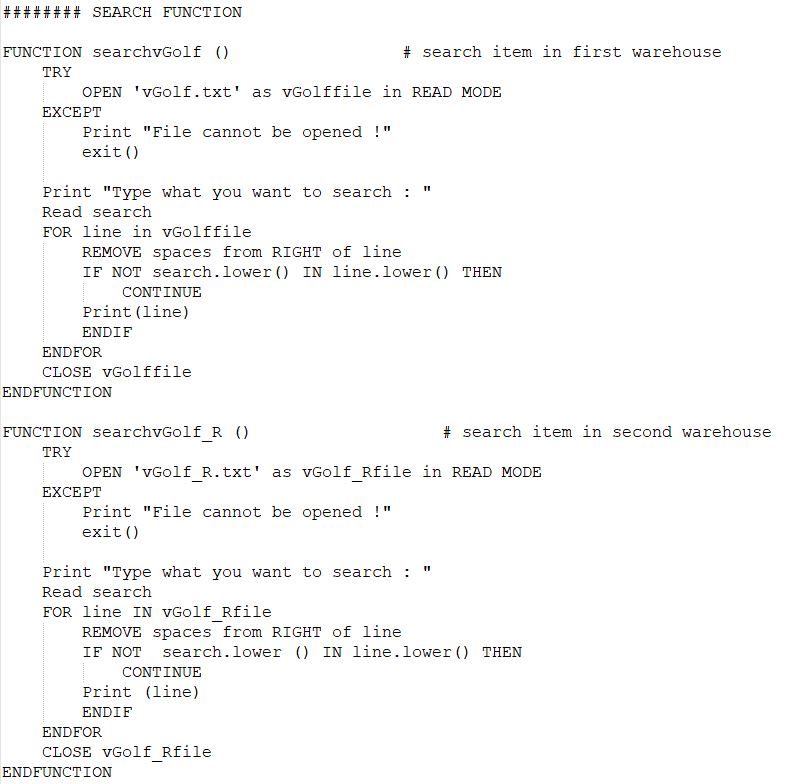 ######## SEARCH FUNCTION

FUNCTION searchvGolf ()                 # search item in first warehouse
    TRY
        OPEN 'vGolf.txt' as vGolffile in READ MODE
    EXCEPT
        Print "File cannot be opened !"
        exit()

    Print "Type what you want to search : "
    Read search
    FOR line in vGolffile
        REMOVE spaces from RIGHT of line
        IF NOT search.lower() IN line.lower() THEN
            CONTINUE
        Print(line)
        ENDIF
    ENDFOR
    CLOSE vGolffile
ENDFUNCTION

FUNCTION searchvGolf_R ()                   # search item in second warehouse
    TRY
        OPEN 'vGolf_R.txt' as vGolf_Rfile in READ MODE
    EXCEPT
        Print "File cannot be opened !"
        exit()

    Print "Type what you want to search : "
    Read search
    FOR line IN vGolf_Rfile
        REMOVE spaces from RIGHT of line
        IF NOT  search.lower () IN line.lower() THEN
            CONTINUE
        Print (line)
        ENDIF
    ENDFOR
    CLOSE vGolf_Rfile
ENDFUNCTION